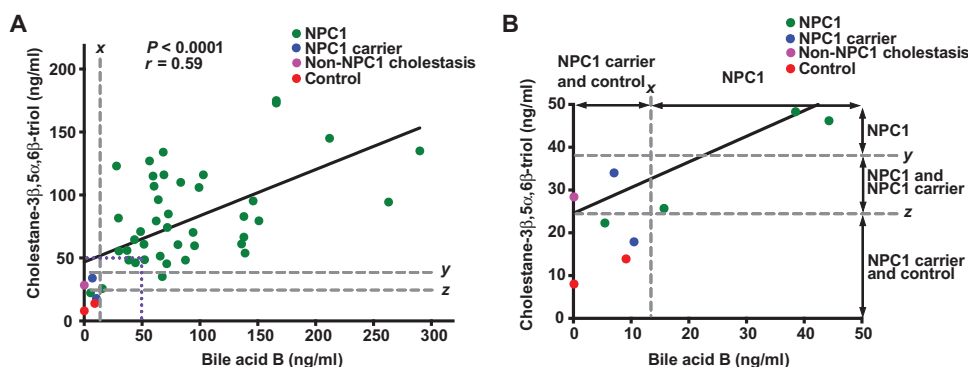 A
x
P < 0.0001
r = 0.59
NPC1
NPC1 carrier
Non-NPC1 cholestasis
Control
Cholestane-3β,5α,6β-triol (ng/ml)
200
150
100
50
0
y
z
0 50 100 150 200 250 300
Bile acid B (ng/ml)
B
NPC1
NPC1 carrier
Non-NPC1 cholestasis
Control
NPC1 carrier
and control
x
NPC1
Cholestane-3β,5α,6β-triol (ng/ml)
50
40
30
20
10
0
NPC1
y
NPC1 and
NPC1 carrier
z
NPC1 carrier
and control
0 10 20 30 40 50
Bile acid B (ng/ml)